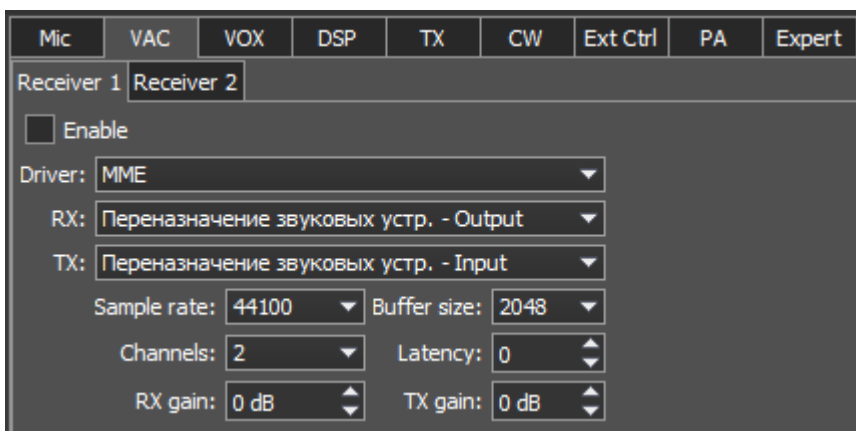 Mic VAC VOX DSP TX CW Ext Ctrl PA Expert
Receiver 1 Receiver 2
Enable
Driver: MME
RX: Переназначение звуковых устр. - Output
TX: Переназначение звуковых устр. - Input
Sample rate: 44100 Buffer size: 2048
Channels: 2 Latency: 0
RX gain: 0 dB TX gain: 0 dB